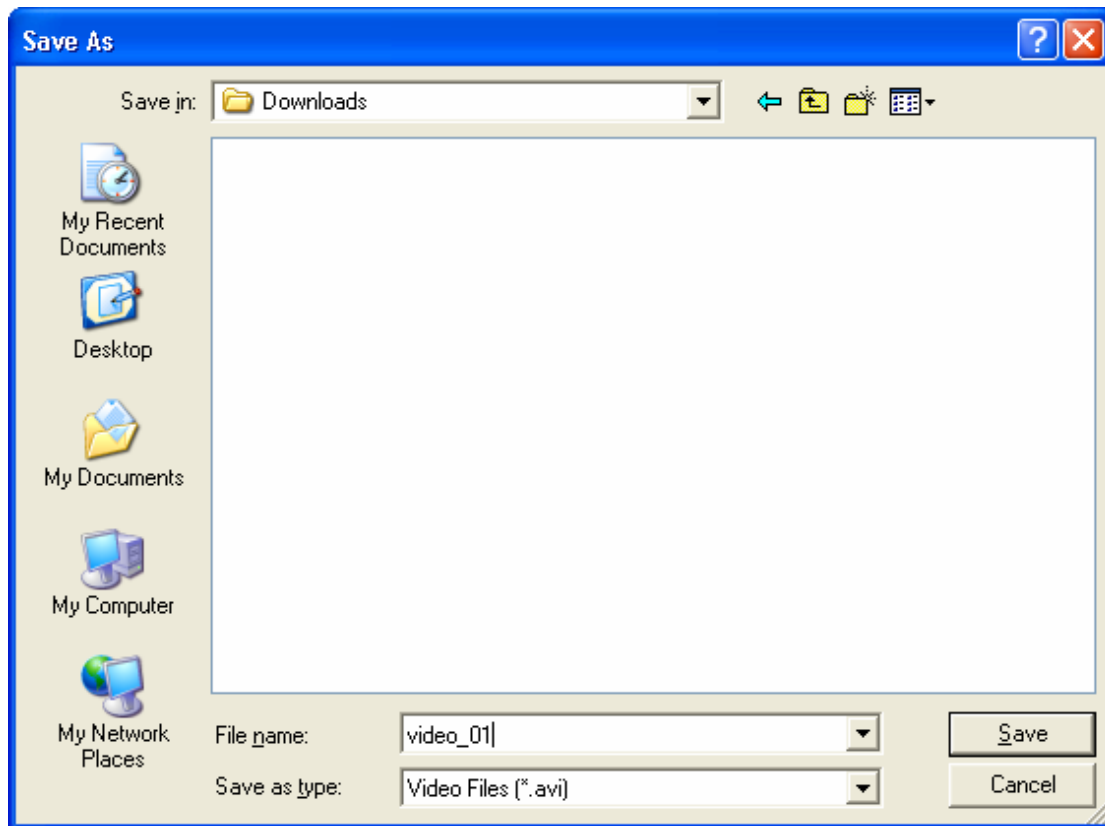 Save As
Save in: Downloads
My Recent
Documents
Desktop
My Documents
My Computer
My Network
Places
File name: video_01 Save
Save as type: Video Files (*.avi) Cancel